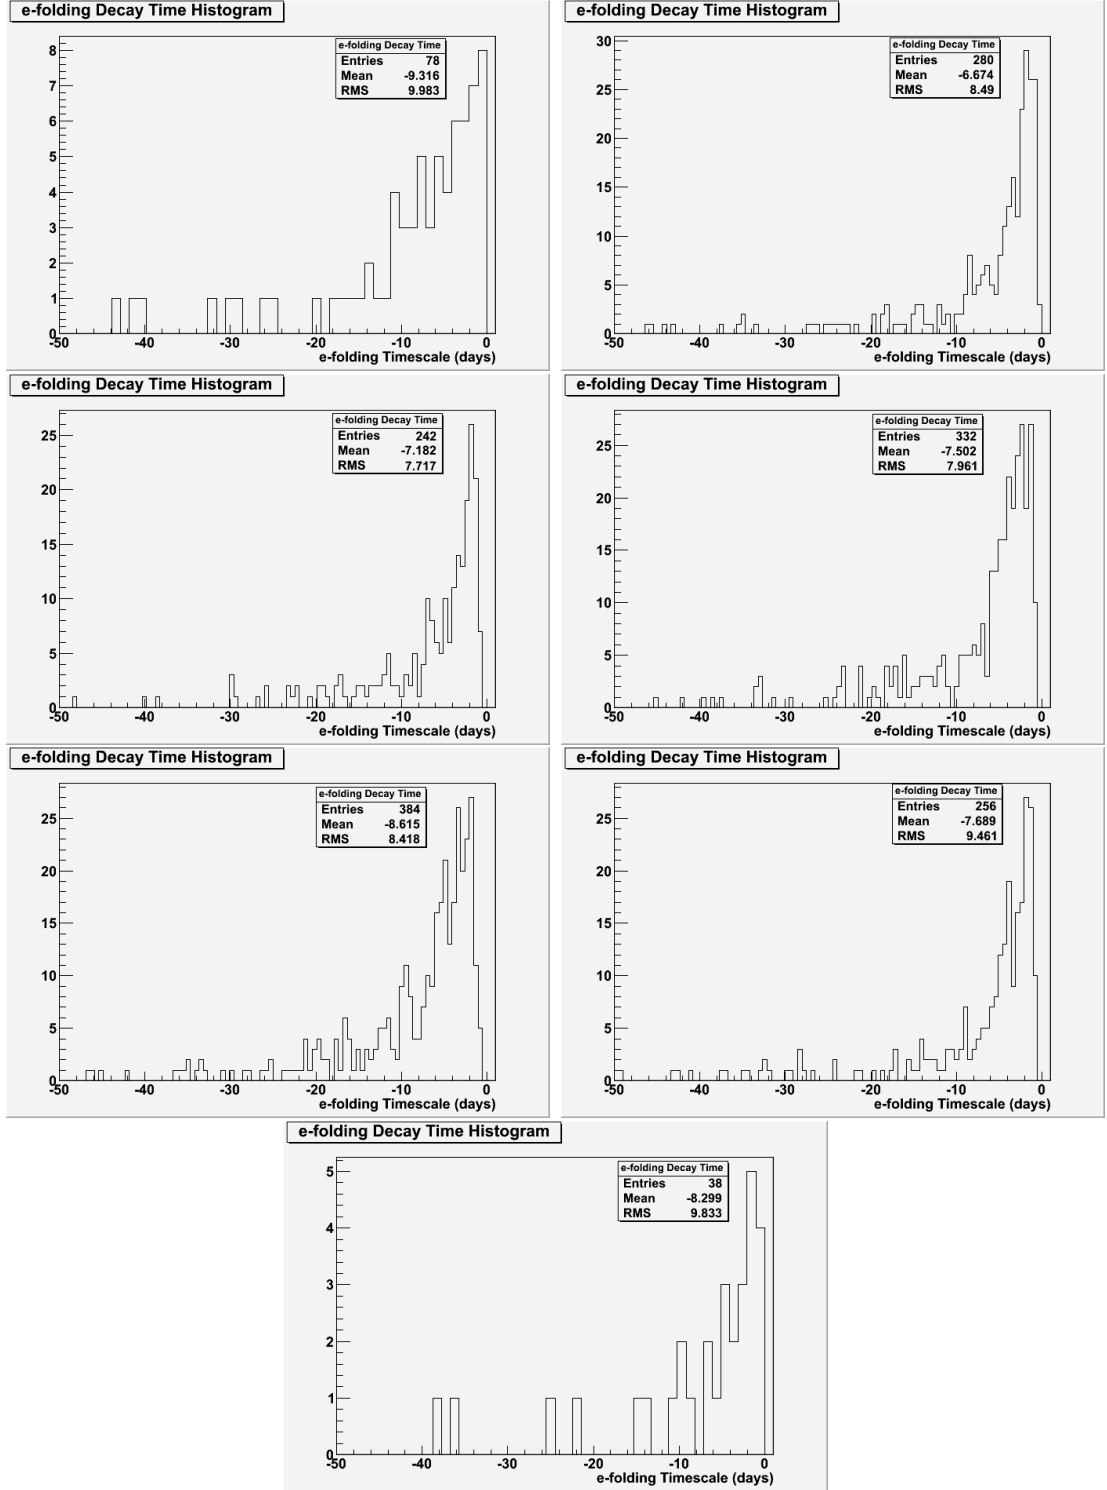 e-folding Decay Time Histogram
e-folding Decay Time
Entries 78
Mean -9.316
RMS 9.983
8
7
6
5
4
3
2
1
0
-50 -40 -30 -20 -10 0
e-folding Timescale (days)
e-folding Decay Time Histogram
e-folding Decay Time
Entries 280
Mean -6.674
RMS 8.49
30
25
20
15
10
5
0
-50 -40 -30 -20 -10 0
e-folding Timescale (days)
e-folding Decay Time Histogram
e-folding Decay Time
Entries 242
Mean -7.182
RMS 7.717
25
20
15
10
5
0
-50 -40 -30 -20 -10 0
e-folding Timescale (days)
e-folding Decay Time Histogram
e-folding Decay Time
Entries 332
Mean -7.502
RMS 7.961
25
20
15
10
5
0
-50 -40 -30 -20 -10 0
e-folding Timescale (days)
e-folding Decay Time Histogram
e-folding Decay Time
Entries 384
Mean -8.615
RMS 8.418
25
20
15
10
5
0
-50 -40 -30 -20 -10 0
e-folding Timescale (days)
e-folding Decay Time Histogram
e-folding Decay Time
Entries 256
Mean -7.689
RMS 9.461
25
20
15
10
5
0
-50 -40 -30 -20 -10 0
e-folding Timescale (days)
e-folding Decay Time Histogram
e-folding Decay Time
Entries 38
Mean -8.299
RMS 9.833
5
4
3
2
1
0
-50 -40 -30 -20 -10 0
e-folding Timescale (days)